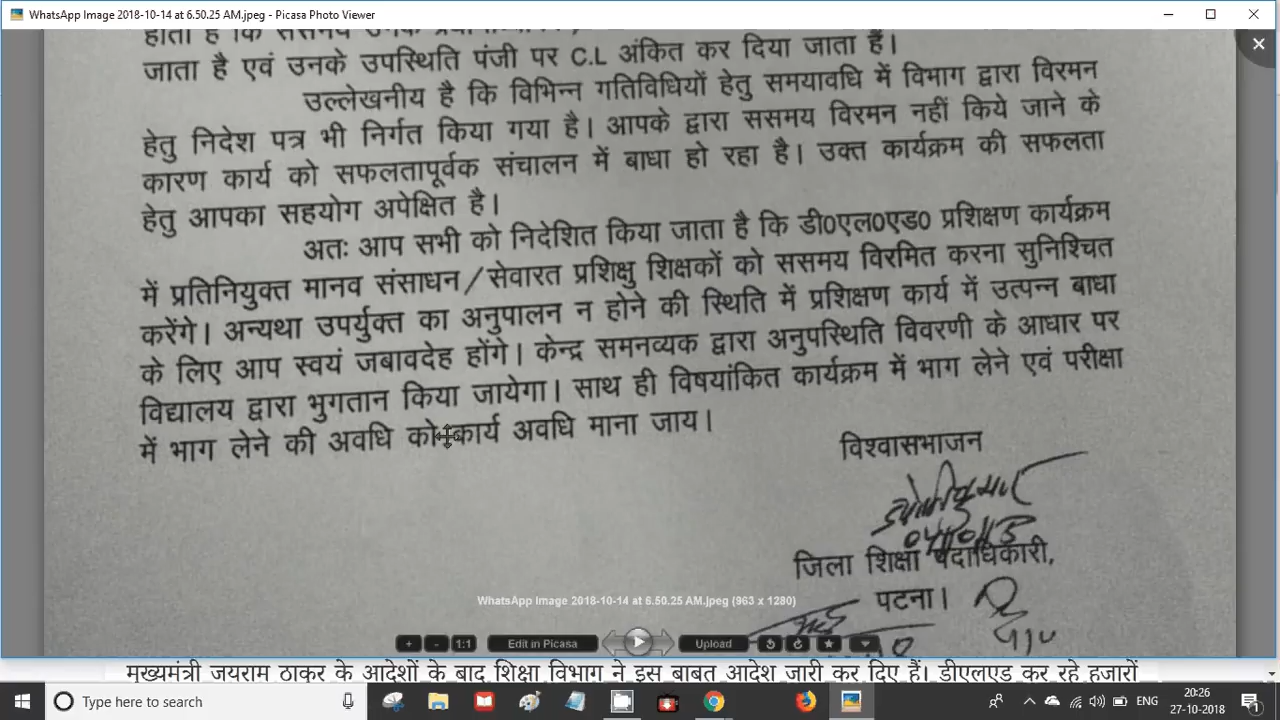 WhatsApp Image 2018-10-14 at 6.50.25 AM.jpeg - Picasa Photo Viewer
होता है कि ससमय उनके
जाता है एवं उनके उपस्थिति पंजी पर C.L अंकित कर दिया जाता है।
उल्लेखनीय है कि विभिन्न गतिविधियों हेतु समयावधि में विभाग द्वारा विरमन
हेतु निदेश पत्र भी निर्गत किया गया है। आपके द्वारा ससमय विरमन नहीं किये जाने के
कारण कार्य को सफलतापूर्वक संचालन में बाधा हो रहा है। उक्त कार्यक्रम की सफलता
हेतु आपका सहयोग अपेक्षित है।
अतः आप सभी को निदेशित किया जाता है कि डी0एल0एड0 प्रशिक्षण कार्यक्रम
में प्रतिनियुक्त मानव संसाधन/सेवारत प्रशिक्षु शिक्षकों को ससमय विरमित करना सुनिश्चित
करेंगे। अन्यथा उपर्युक्त का अनुपालन न होने की स्थिति में प्रशिक्षण कार्य में उत्पन्न बाधा
के लिए आप स्वयं जबावदेह होंगे। केन्द्र समनव्यक द्वारा अनुपस्थिति विवरणी के आधार पर
विद्यालय द्वारा भुगतान किया जायेगा। साथ ही विषयांकित कार्यक्रम में भाग लेने एवं परीक्षा
में भाग लेने की अवधि को कार्य अवधि माना जाय।
विश्वासभाजन
जिला शिक्षा पदाधिकारी,
पटना।
WhatsApp Image 2018-10-14 at 6.50.25 AM.jpeg (963 x 1280)
+ - 1:1 Edit in Picasa Upload
मुख्यमंत्री जयराम ठाकुर के आदेशों के बाद शिक्षा विभाग ने इस बाबत आदेश जारी कर दिए हैं। डीएलएड कर रहे हजारों
Type here to search
ENG
20:26
27-10-2018
1